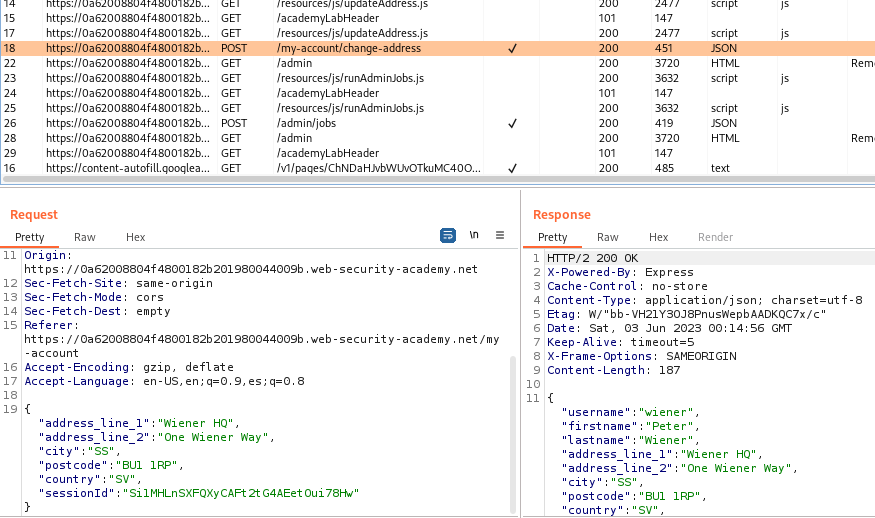 14 https://0a62008804f4800182b... GET /resources/js/updateAddress.js 200 2477 script js
15 https://0a62008804f4800182b... GET /academyLabHeader 101 147
17 https://0a62008804f4800182b... GET /resources/js/updateAddress.js 200 2477 script js
18 https://0a62008804f4800182b... POST /my-account/change-address ✓ 200 451 JSON
22 https://0a62008804f4800182b... GET /admin 200 3720 HTML Rem
23 https://0a62008804f4800182b... GET /resources/js/runAdminJobs.js 200 3632 script js
24 https://0a62008804f4800182b... GET /academyLabHeader 101 147
25 https://0a62008804f4800182b... GET /resources/js/runAdminJobs.js 200 3632 script js
26 https://0a62008804f4800182b... POST /admin/jobs ✓ 200 419 JSON
28 https://0a62008804f4800182b... GET /admin 200 3720 HTML Rem
29 https://0a62008804f4800182b... GET /academyLabHeader 101 147
16 https://content-autofill.googlea... GET /v1/pages/ChNDaHJvbWUvOTkuMC40O... ✓ 200 485 text
Request
Pretty Raw Hex \n
11 Origin:
https://0a62008804f4800182b201980044009b.web-security-academy.net
12 Sec-Fetch-Site: same-origin
13 Sec-Fetch-Mode: cors
14 Sec-Fetch-Dest: empty
15 Referer:
https://0a62008804f4800182b201980044009b.web-security-academy.net/my
-account
16 Accept-Encoding: gzip, deflate
17 Accept-Language: en-US,en;q=0.9,es;q=0.8
18
19 {
"address_line_1":"Wiener HQ",
"address_line_2":"One Wiener Way",
"city":"SS",
"postcode":"BU1 1RP",
"country":"SV",
"sessionId":"Si1MHLnSXFQXyCAFt2tG4AEetOui78Hw"
}
Response
Pretty Raw Hex Render
1 HTTP/2 200 OK
2 X-Powered-By: Express
3 Cache-Control: no-store
4 Content-Type: application/json; charset=utf-8
5 Etag: W/"bb-VH21Y3OJ8PnusWepbAADKQC7x/c"
6 Date: Sat, 03 Jun 2023 00:14:56 GMT
7 Keep-Alive: timeout=5
8 X-Frame-Options: SAMEORIGIN
9 Content-Length: 187
10
11 {
"username":"wiener",
"firstname":"Peter",
"lastname":"Wiener",
"address_line_1":"Wiener HQ",
"address_line_2":"One Wiener Way",
"city":"SS",
"postcode":"BU1 1RP",
"country":"SV",